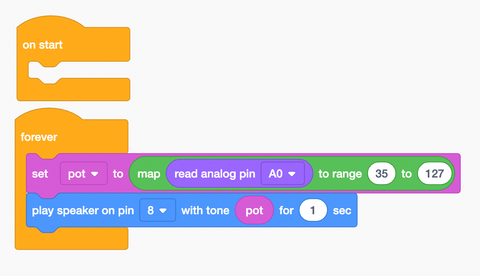 on start
forever
set pot to map read analog pin A0 to range 35 to 127
play speaker on pin 8 with tone pot for 1 sec